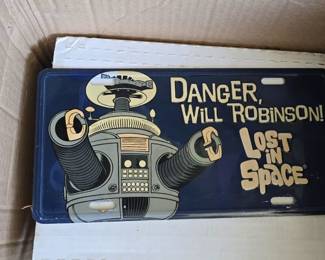 DANGER,
WILL ROBINSON!
LOST
IN
SPACE